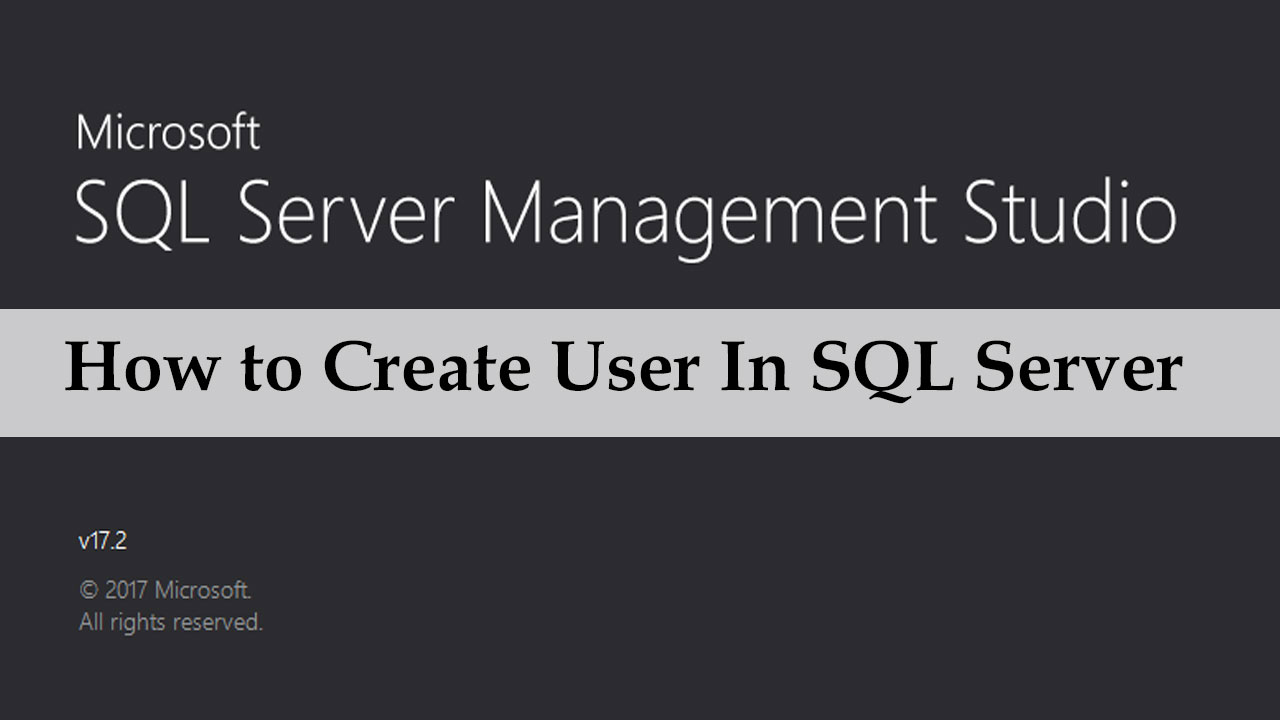 Microsoft
SQL Server Management Studio
How to Create User In SQL Server
v17.2
© 2017 Microsoft.
All rights reserved.